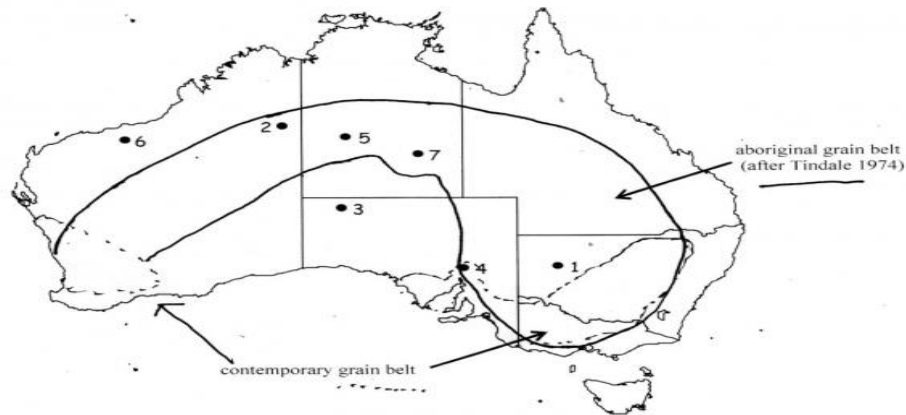 6
2
5
7
aboriginal grain belt
(after Tindale 1974)
3
4
1
contemporary grain belt